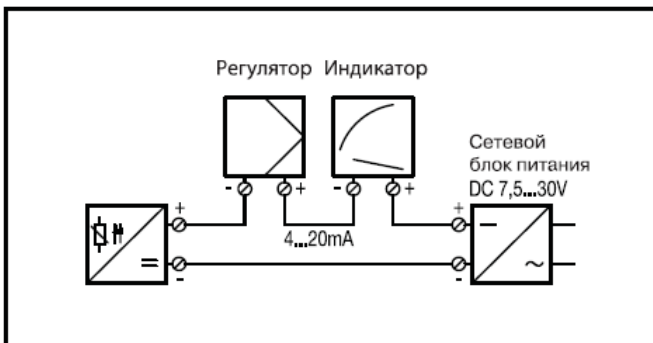 Регулятор Индикатор
Сетевой
блок питания
DC 7,5...30V
- + - +
+ +
4...20mA
- -